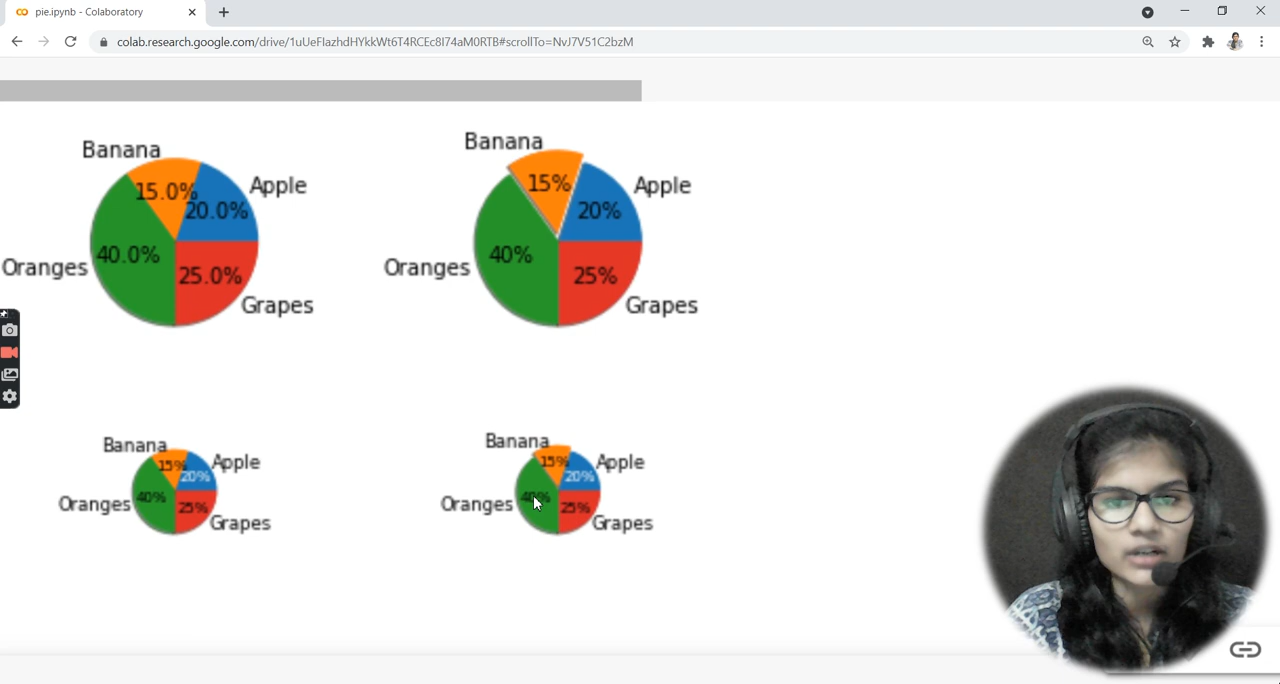 pie.ipynb - Colaboratory
colab.research.google.com/drive/1uUeFlazhdHYkkWt6T4RCEc8I74aM0RTB#scrollTo=NvJ7V51C2bzM
Banana
15.0%
Apple
20.0%
Oranges
40.0%
25.0%
Grapes
Banana
15%
Apple
20%
Oranges
40%
25%
Grapes
Banana
15%
Apple
20%
Oranges
40%
25%
Grapes
Banana
15%
Apple
20%
Oranges
40%
25%
Grapes